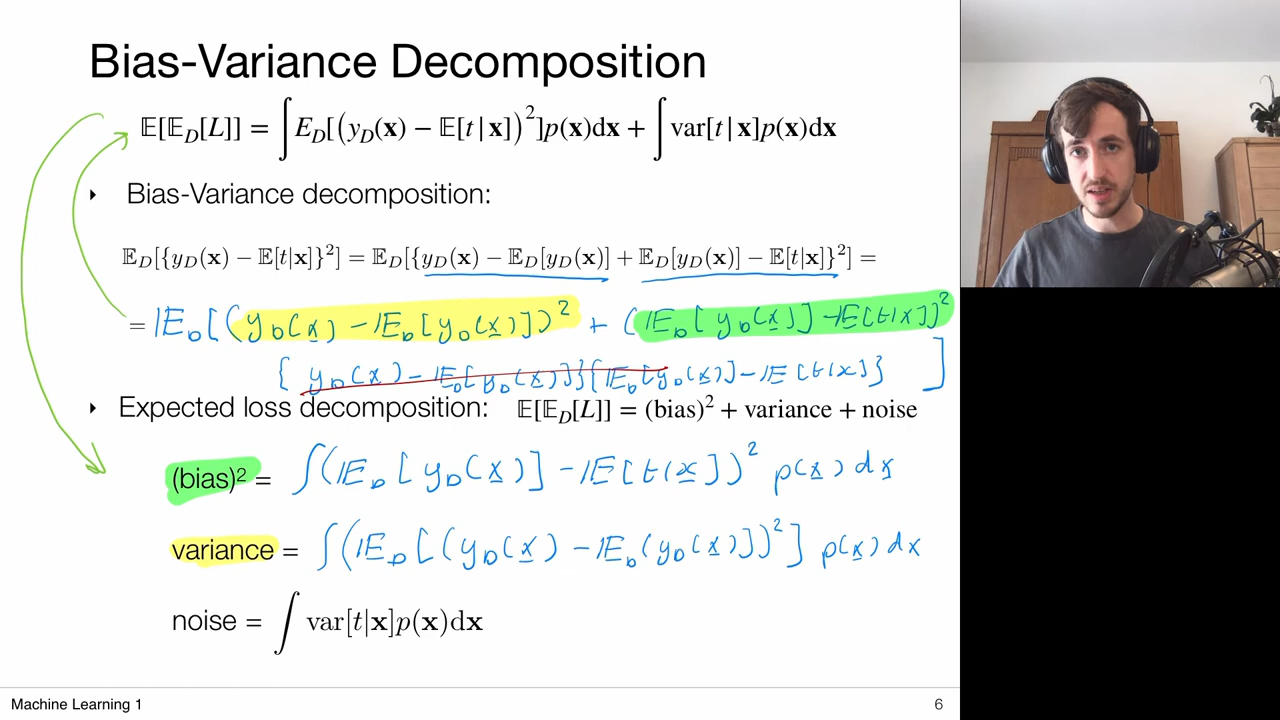 Bias-Variance Decomposition
𝔼[𝔼_D[L]] = ∫E_D[(y_D(𝐱) − 𝔼[t|𝐱])²]p(𝐱)d𝐱 + ∫var[t|𝐱]p(𝐱)d𝐱
‣ Bias-Variance decomposition:
𝔼_D[{y_D(𝐱) − 𝔼[t|𝐱]}²] = 𝔼_D[{y_D(𝐱) − 𝔼_D[y_D(𝐱)] + 𝔼_D[y_D(𝐱)] − 𝔼[t|𝐱]}²] =
= 𝔼_D[(y_D(x) − 𝔼_D[y_D(x)])² + (𝔼_D[y_D(x)] − 𝔼[t|x])²
{y_D(x) − 𝔼_D[y_D(x)]}{𝔼_D[y_D(x)] − 𝔼[t|x]} ]
‣ Expected loss decomposition: 𝔼[𝔼_D[L]] = (bias)² + variance + noise
(bias)² = ∫(𝔼_D[y_D(x)] − 𝔼[t|x])² p(x)dx
variance = ∫(𝔼_D[(y_D(x) − 𝔼_D(y_D(x)])²] p(x)dx
noise = ∫var[t|𝐱]p(𝐱)d𝐱
Machine Learning 1 6